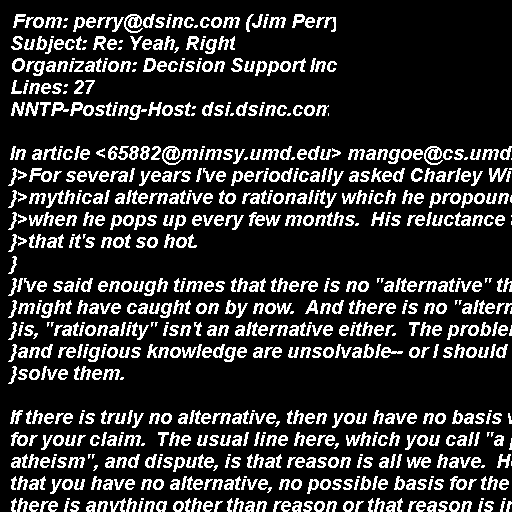 From: perry@dsinc.com (Jim Perry
Subject: Re: Yeah, Right
Organization: Decision Support Inc
Lines: 27
NNTP-Posting-Host: dsi.dsinc.com
In article <65882@mimsy.umd.edu> mangoe@cs.umd.
}>For several years I've periodically asked Charley Wi
}>mythical alternative to rationality which he propoun
}>when he pops up every few months.  His reluctance
}>that it's not so hot.
}
}I've said enough times that there is no "alternative" th
}might have caught on by now.  And there is no "altern
}is, "rationality" isn't an alternative either.  The proble
}and religious knowledge are unsolvable-- or I should
}solve them.
If there is truly no alternative, then you have no basis
for your claim.  The usual line here, which you call "a
atheism", and dispute, is that reason is all we have.  H
that you have no alternative, no possible basis for the
there is anything other than reason or that reason is in